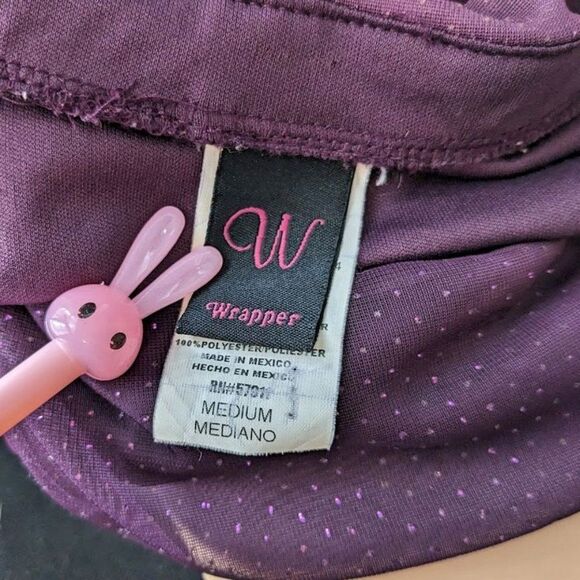 W
Wrapper
100%POLYESTER/POLIESTER
MADE IN MEXICO
HECHO EN MEXICO
MEDIUM
MEDIANO